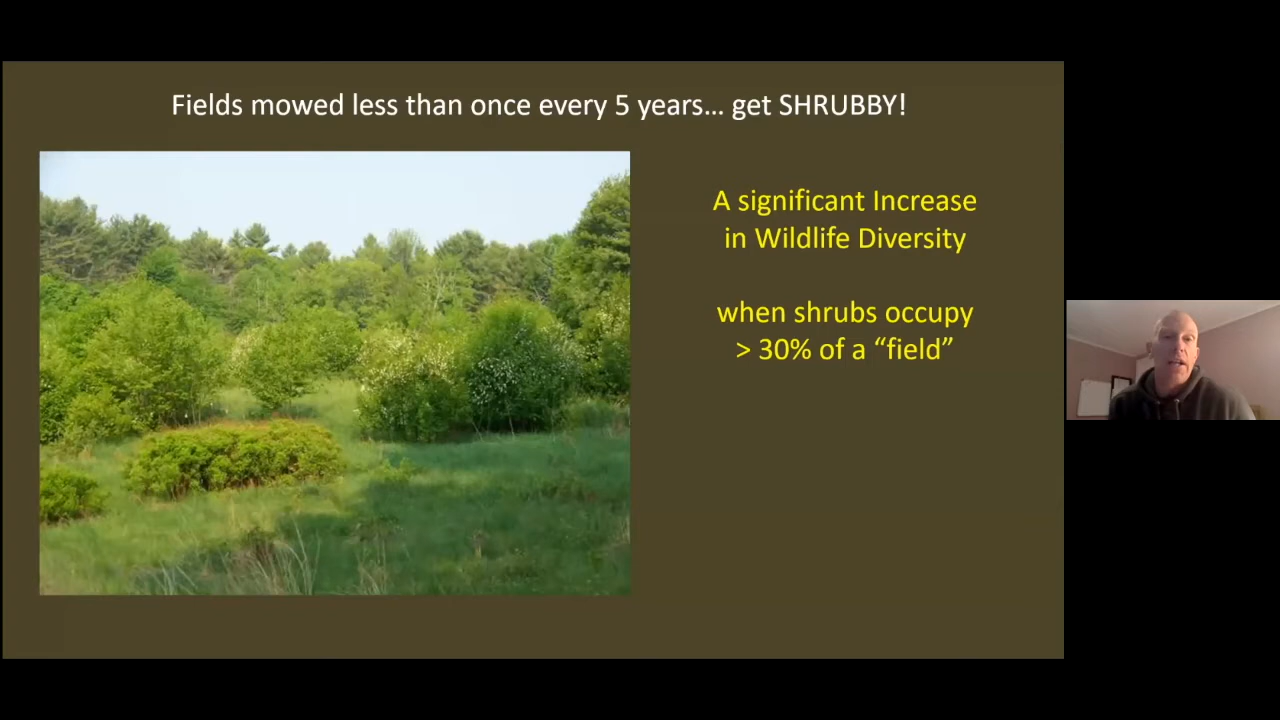 Fields mowed less than once every 5 years... get SHRUBBY!
A significant Increase
in Wildlife Diversity
when shrubs occupy
> 30% of a “field”